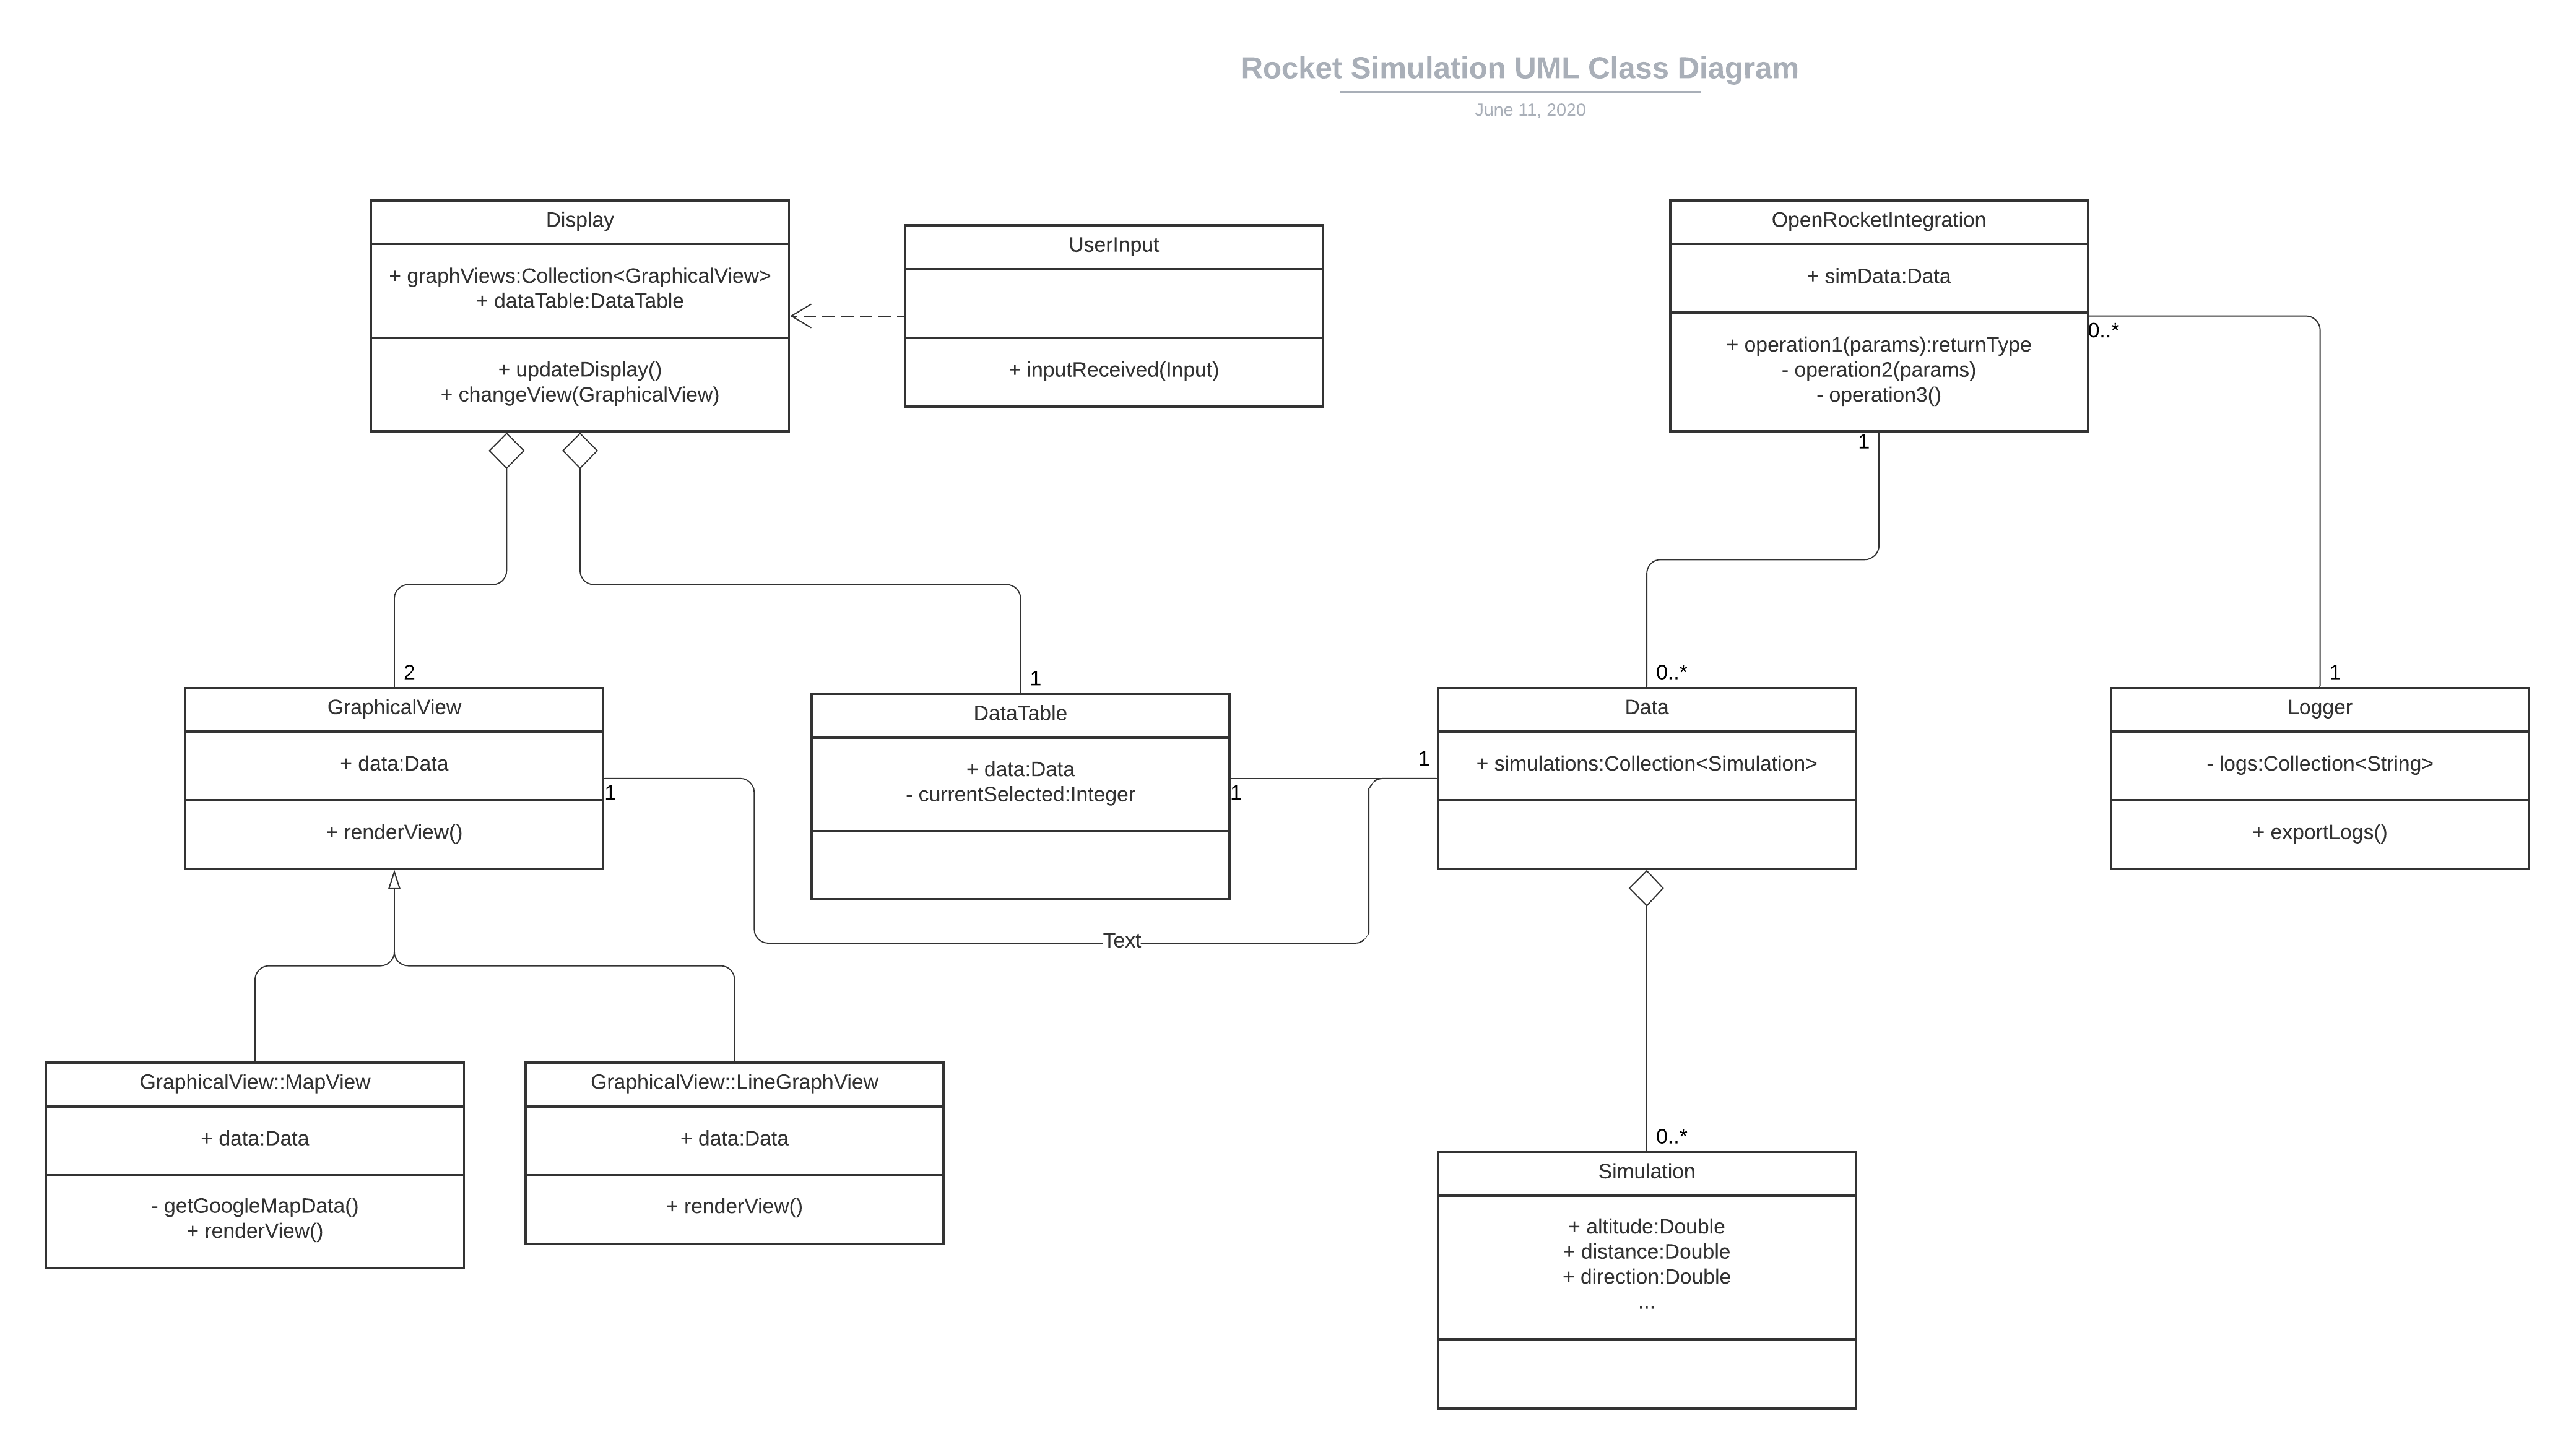 Rocket Simulation UML Class Diagram
June 11, 2020
Display
+ graphViews:Collection<GraphicalView>
+ dataTable:DataTable
+ updateDisplay()
+ changeView(GraphicalView)
UserInput
+ inputReceived(Input)
OpenRocketIntegration
+ simData:Data
+ operation1(params):returnType
- operation2(params)
- operation3()
0..*
1
2
1
0..*
1
GraphicalView
+ data:Data
+ renderView()
1
DataTable
+ data:Data
- currentSelected:Integer
1
1
Data
+ simulations:Collection<Simulation>
Logger
- logs:Collection<String>
+ exportLogs()
Text
GraphicalView::MapView
+ data:Data
- getGoogleMapData()
+ renderView()
GraphicalView::LineGraphView
+ data:Data
+ renderView()
0..*
Simulation
+ altitude:Double
+ distance:Double
+ direction:Double
...